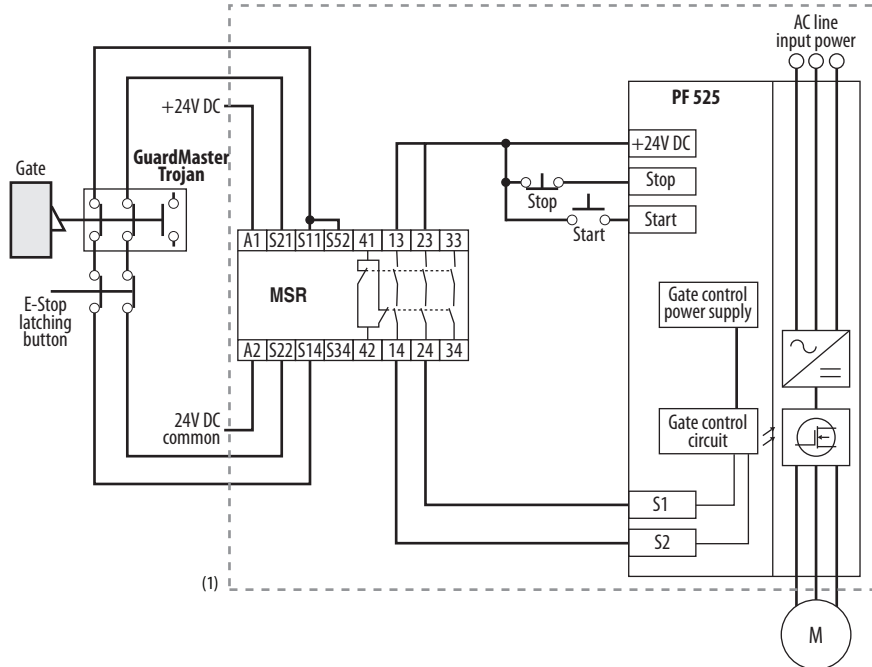 AC line
input power
PF 525
+24V DC
+24V DC
GuardMaster
Trojan
Gate
Stop
Stop
Start
Start
A1 S21 S11 S52 41 13 23 33
MSR
Gate control
power supply
E-Stop
latching
button
A2 S22 S14 S34 42 14 24 34
24V DC
common
Gate control
circuit
S1
S2
(1)
M